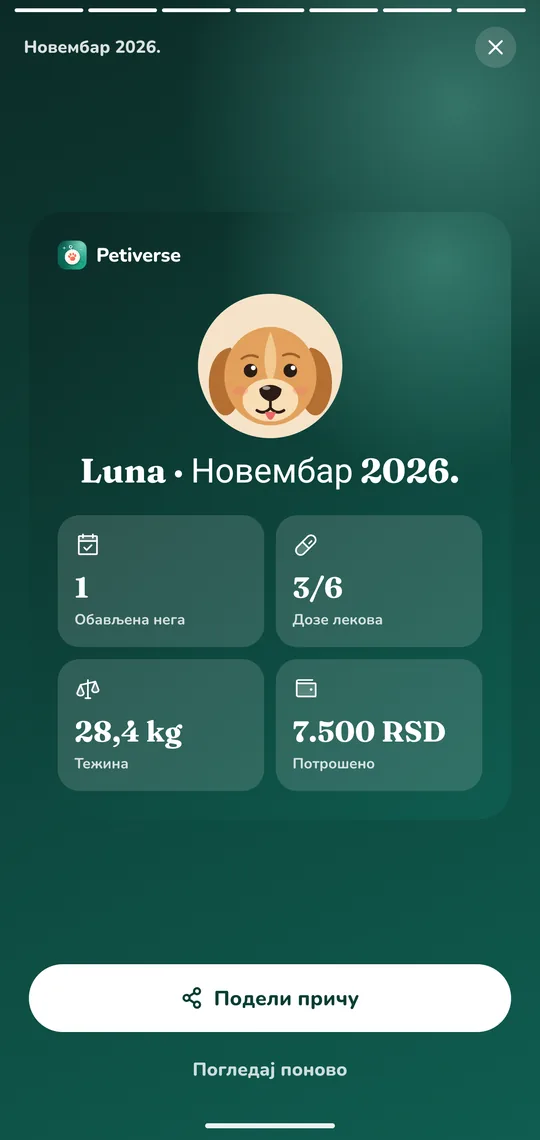 Новембар 2026.
Petiverse
Luna • Новембар 2026.
1
Обављена нега
3/6
Дозе лекова
28,4 kg
Тежина
7.500 RSD
Потрошено
Подели причу
Погледај поново